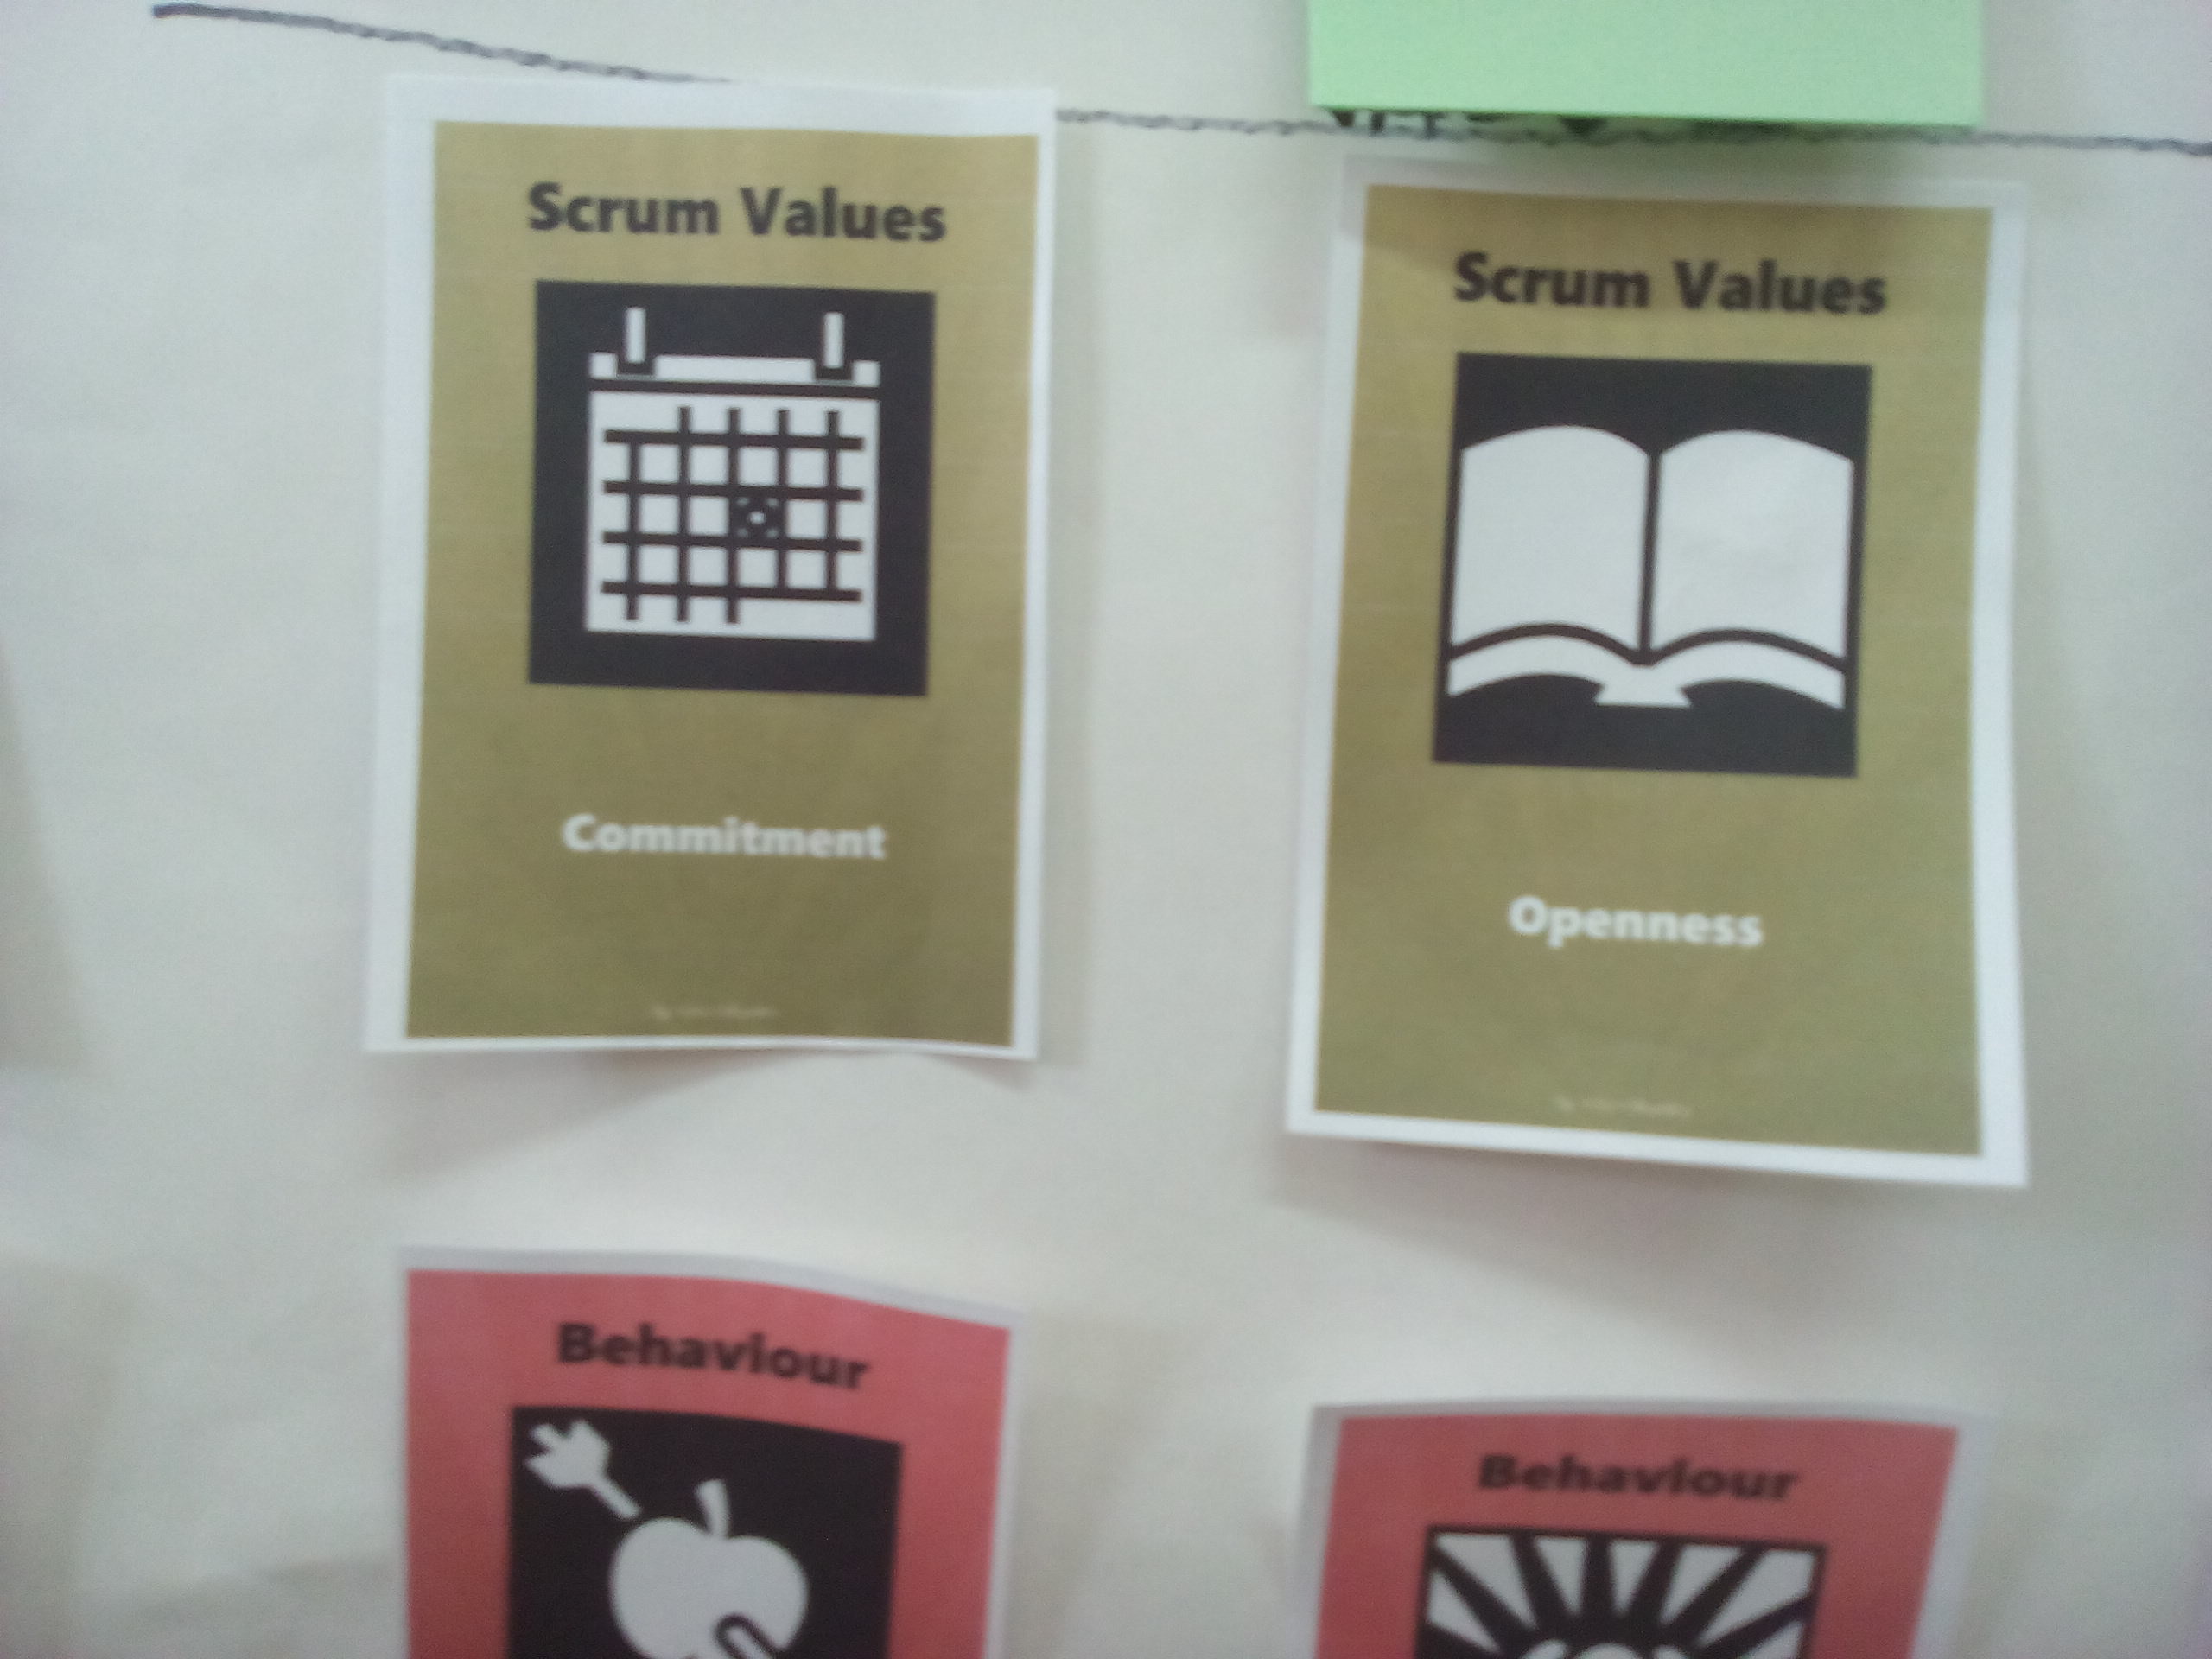 Scrum Values
Commitment
Scrum Values
Openness
Behaviour
Behaviour